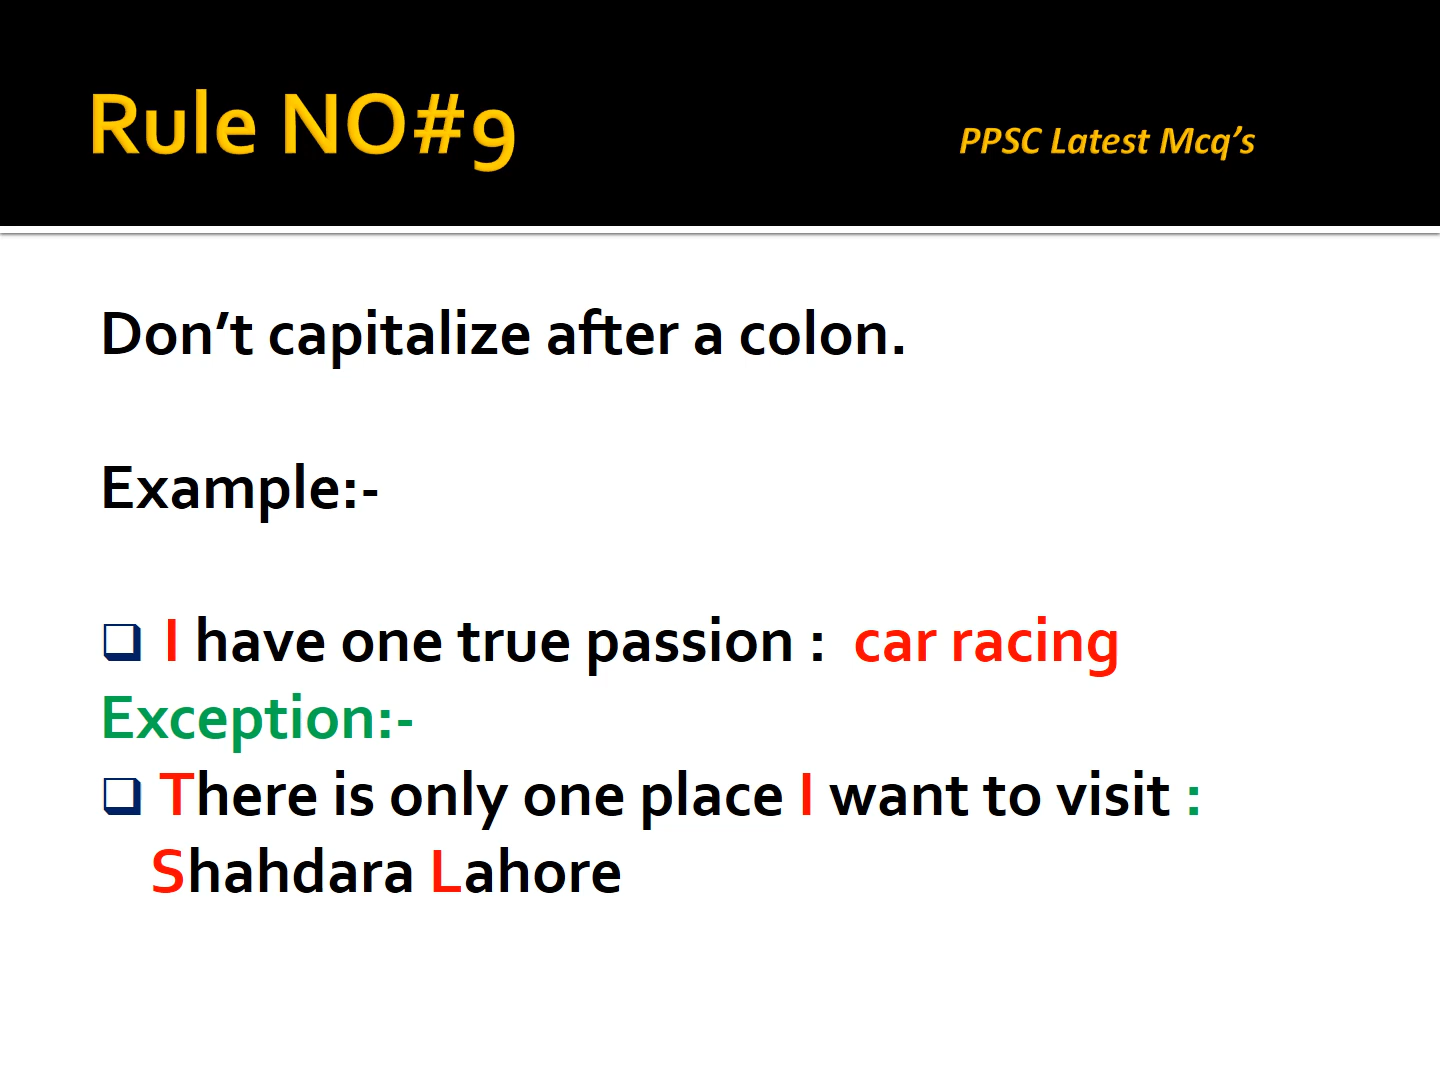 Rule NO#9
PPSC Latest Mcq’s
Don’t capitalize after a colon.
Example:-
I have one true passion : car racing
Exception:-
There is only one place I want to visit :
Shahdara Lahore